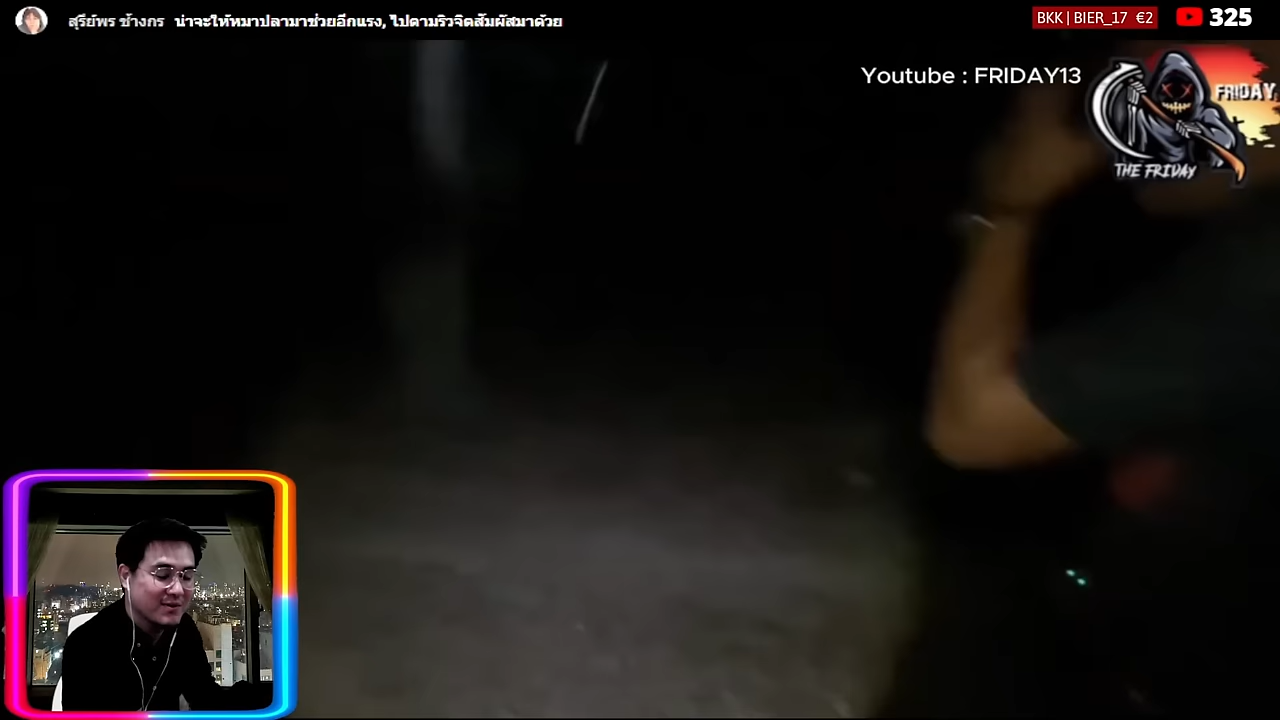 สุรีย์พร ช้างกร น่าจะให้หมาปลามาช่วยอีกแรง, ไปตามริวจิตสัมผัสมาด้วย
BKK | BIER_17 €2
325
Youtube : FRIDAY13
FRIDAY
THE FRIDAY